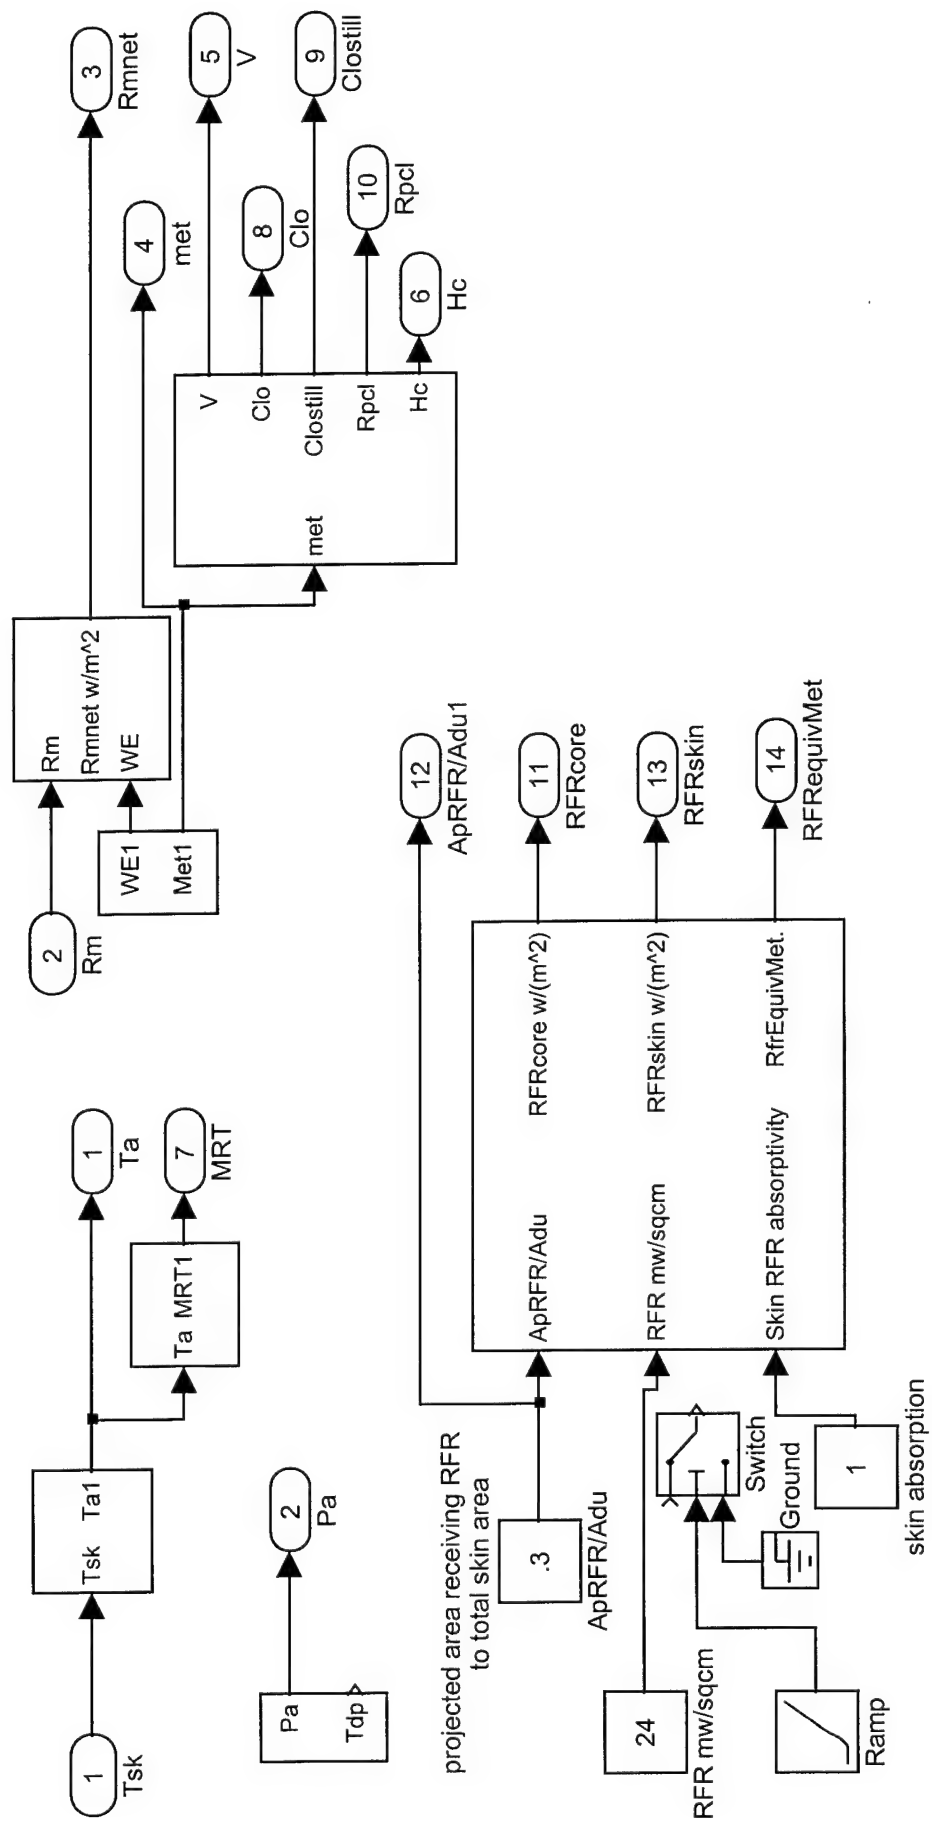 1
Tsk
Tsk Ta1
1
Ta
Ta MRT1
7
MRT
Pa
Tdp
2
Pa
2
Rm
WE1
Met1
Rm
Rmnet w/m^2
WE
3
Rmnet
4
met
met
V
Clo
Clostill
Rpcl
Hc
5
V
8
Clo
9
Clostill
10
Rpcl
6
Hc
projected area receiving RFR
to total skin area
.3
ApRFR/Adu
24
RFR mw/sqcm
Ramp
Switch
Ground
1
skin absorption
ApRFR/Adu RFRcore w/(m^2)
RFR mw/sqcm RFRskin w/(m^2)
Skin RFR absorptivity RfrEquivMet.
12
ApRFR/Adu1
11
RFRcore
13
RFRskin
14
RFRequivMet